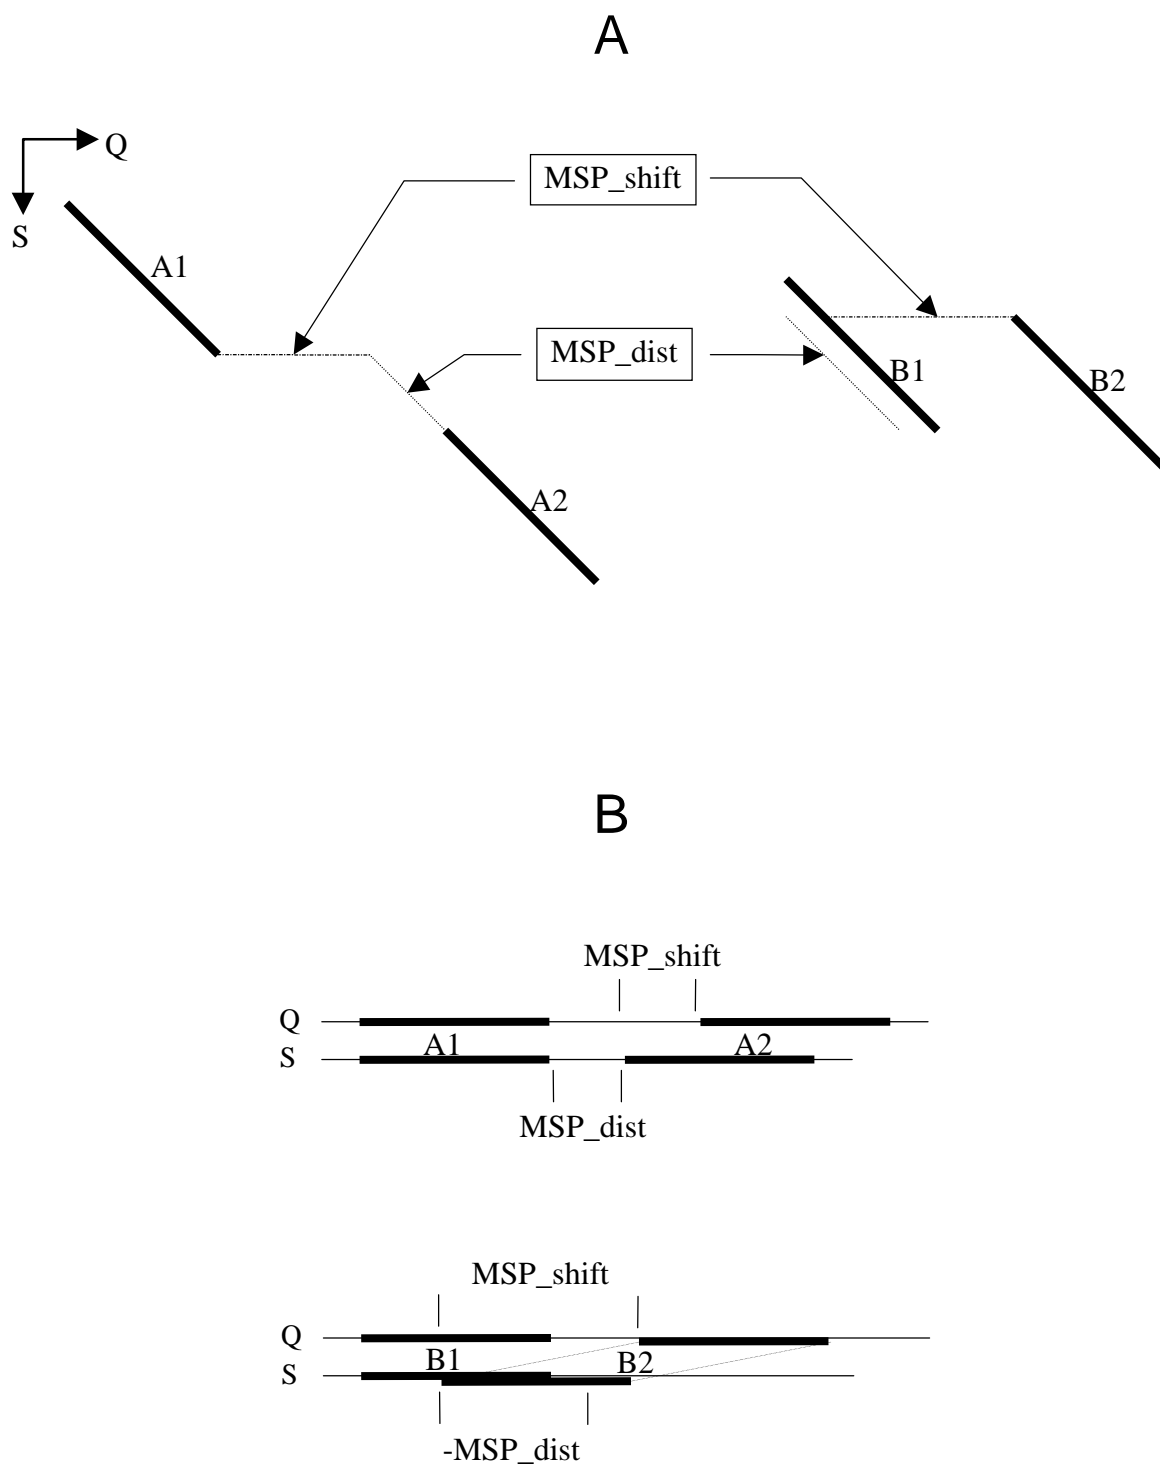 A
Q
MSP_shift
S
A1
MSP_dist
B1
B2
A2
B
MSP_shift
Q
A1
A2
S
MSP_dist
MSP_shift
Q
B1
B2
S
-MSP_dist